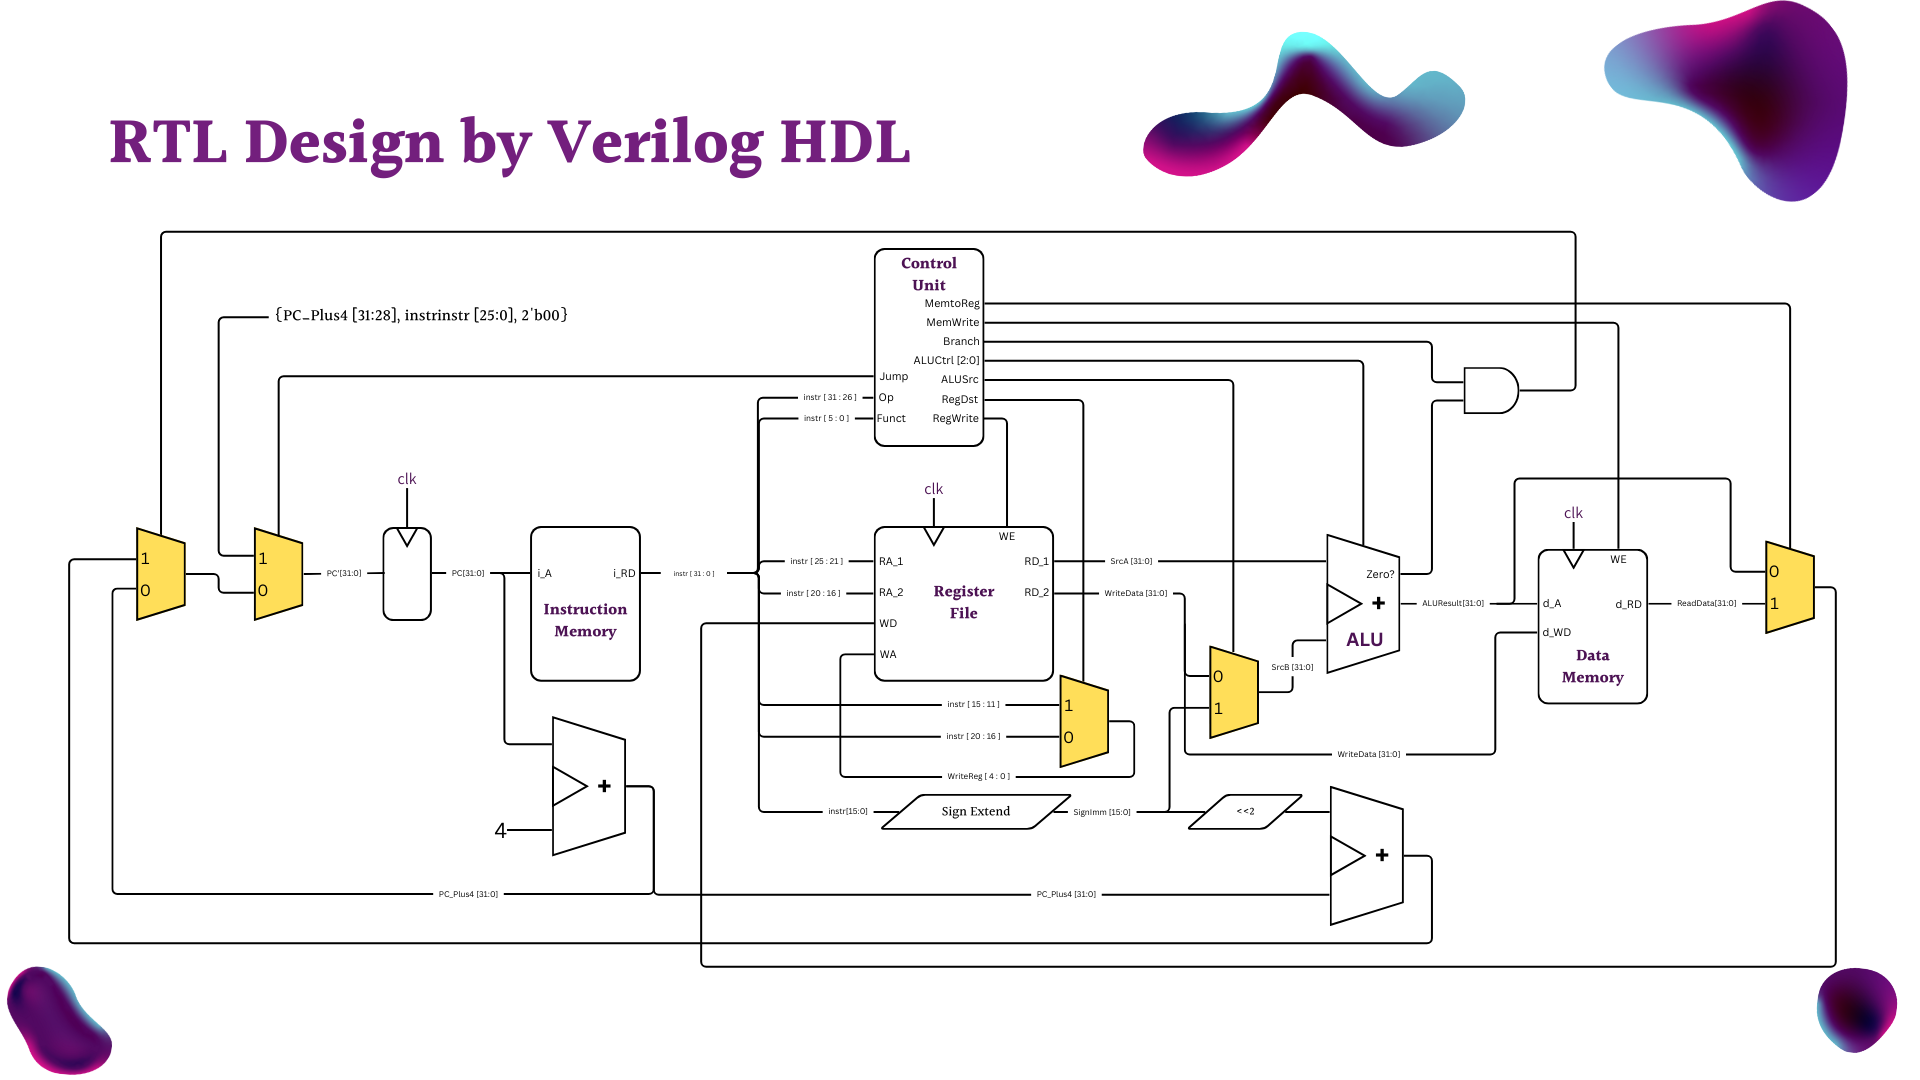 RTL Design by Verilog HDL
Control
Unit
MemtoReg
MemWrite
Branch
ALUCtrl [2:0]
ALUSrc
RegDst
RegWrite
Jump
Op
Funct
{PC_Plus4 [31:28], instrinstr [25:0], 2'b00}
instr [ 31 : 26 ]
instr [ 5 : 0 ]
clk
clk
clk
1
0
1
0
PC'[31:0]
PC[31:0]
i_A
i_RD
Instruction
Memory
instr [ 31 : 0 ]
instr [ 25 : 21 ]
instr [ 20 : 16 ]
WE
RA_1
RA_2
WD
WA
RD_1
RD_2
Register
File
SrcA [31:0]
WriteData [31:0]
Zero?
+
ALU
ALUResult[31:0]
WE
d_A
d_RD
d_WD
Data
Memory
ReadData[31:0]
0
1
0
1
SrcB [31:0]
instr [ 15 : 11 ]
instr [ 20 : 16 ]
1
0
WriteReg [ 4 : 0 ]
WriteData [31:0]
+
4
instr[15:0]
Sign Extend
SignImm [15:0]
<<2
+
PC_Plus4 [31:0]
PC_Plus4 [31:0]